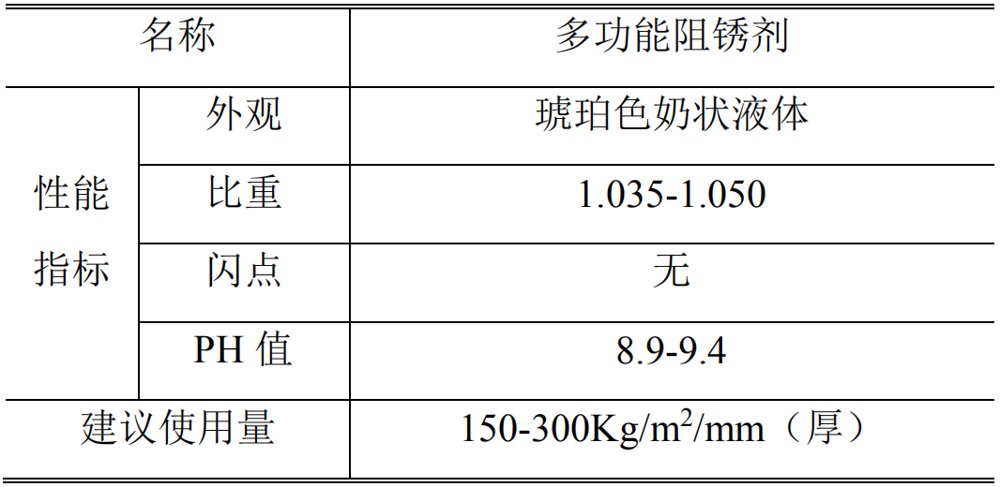 名称 多功能阻锈剂
外观 琥珀色奶状液体
性能
指标
比重 1.035-1.050
闪点 无
PH 值 8.9-9.4
建议使用量 150-300Kg/m²/mm（厚）